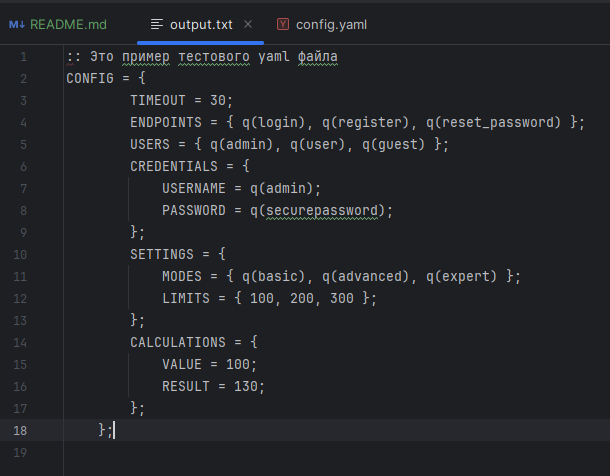 M↓ README.md output.txt × Y config.yaml
1 :: Это пример тестового yaml файла
2 CONFIG = {
3 TIMEOUT = 30;
4 ENDPOINTS = { q(login), q(register), q(reset_password) };
5 USERS = { q(admin), q(user), q(guest) };
6 CREDENTIALS = {
7 USERNAME = q(admin);
8 PASSWORD = q(securepassword);
9 };
10 SETTINGS = {
11 MODES = { q(basic), q(advanced), q(expert) };
12 LIMITS = { 100, 200, 300 };
13 };
14 CALCULATIONS = {
15 VALUE = 100;
16 RESULT = 130;
17 };
18 };
19